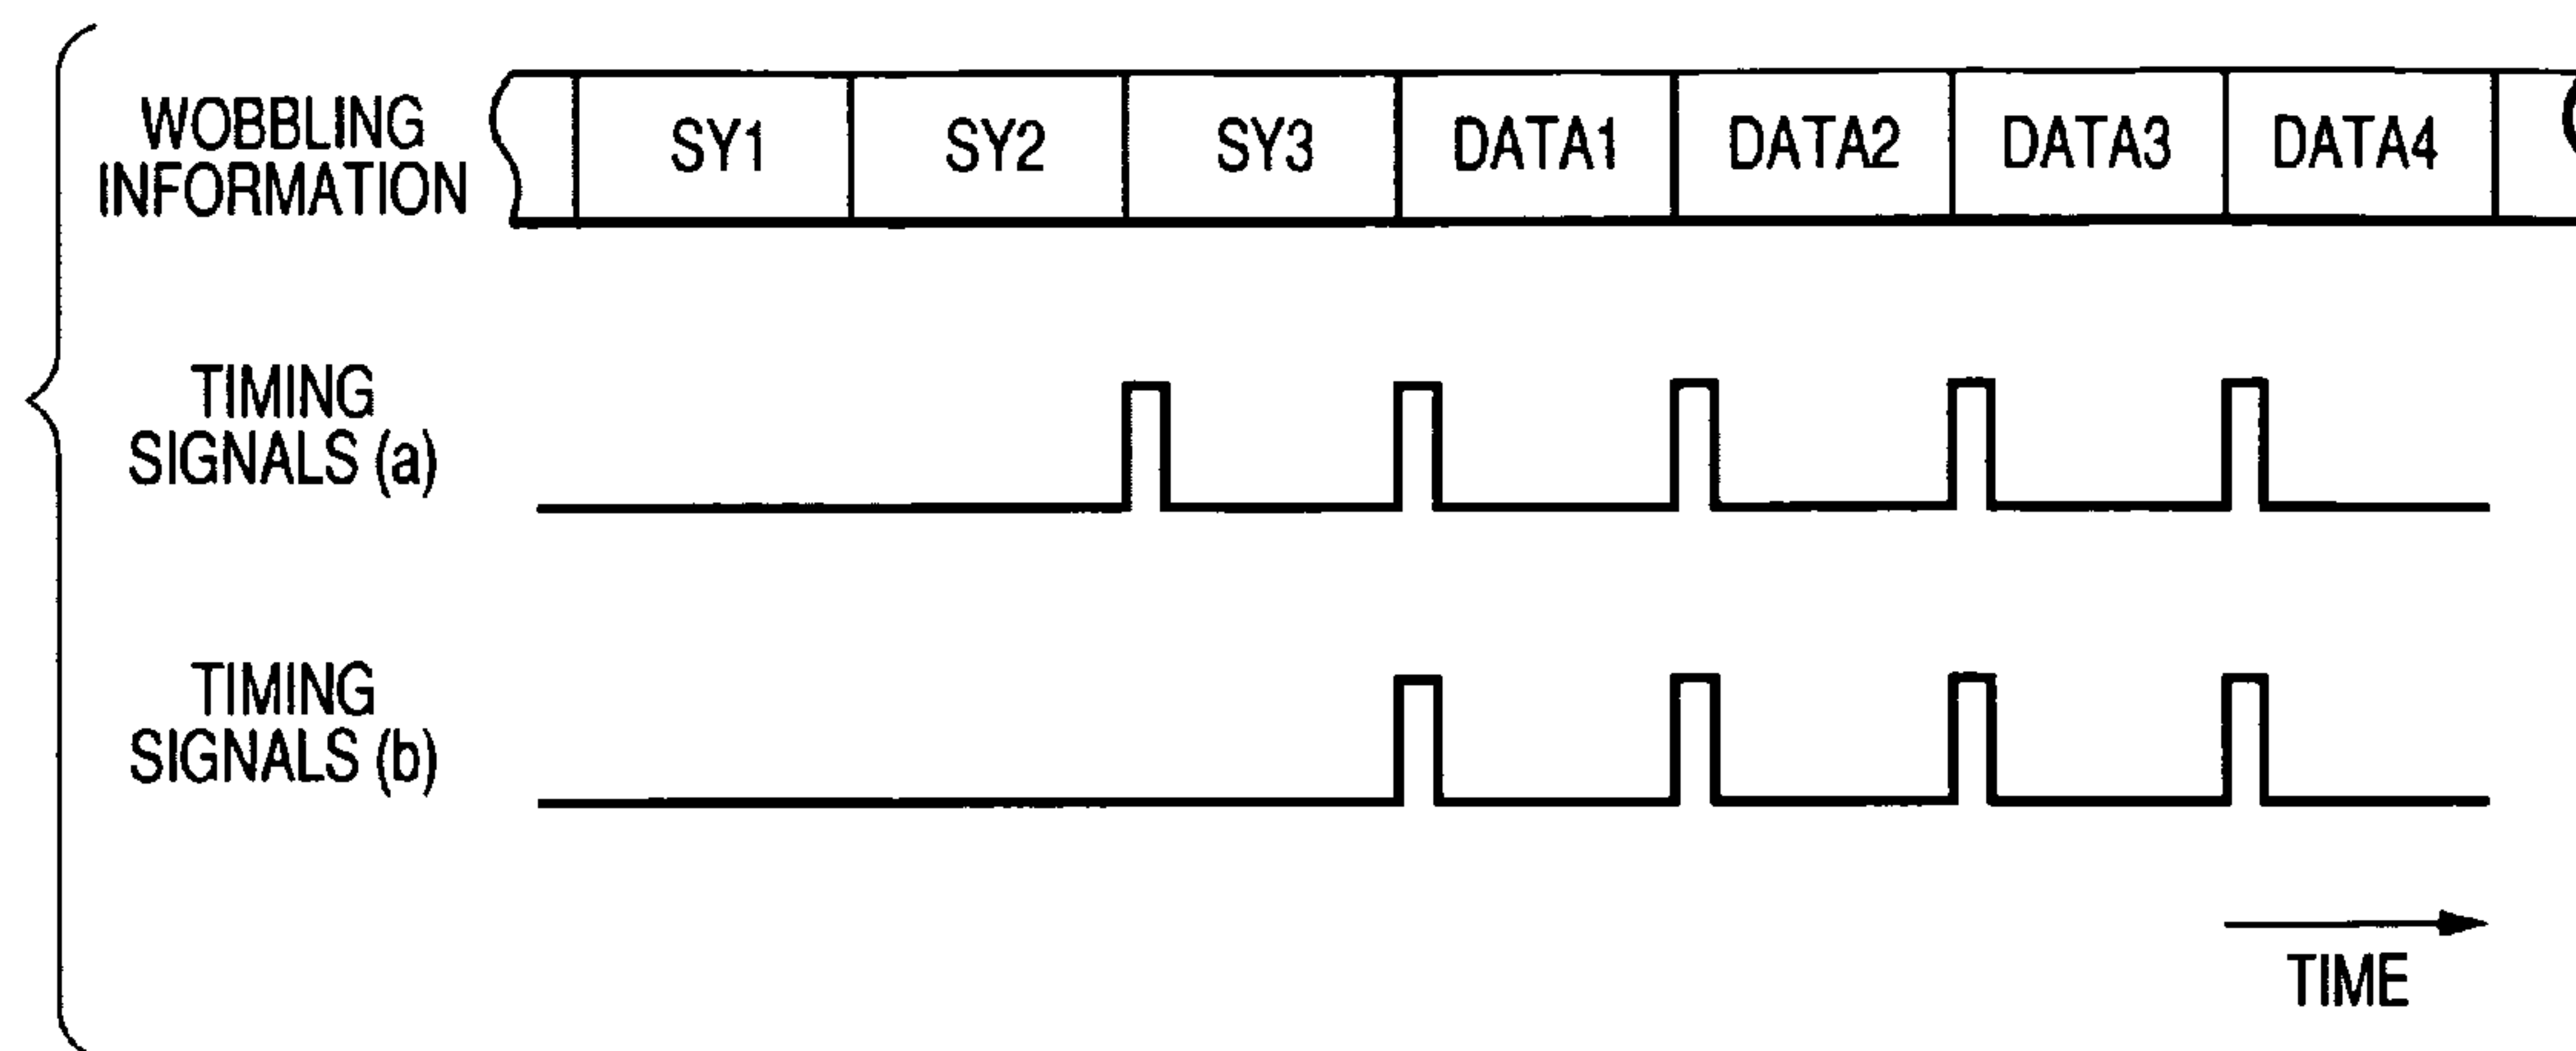 WOBBLING
INFORMATION
SY1 SY2 SY3 DATA1 DATA2 DATA3 DATA4
TIMING
SIGNALS (a)
TIMING
SIGNALS (b)
TIME